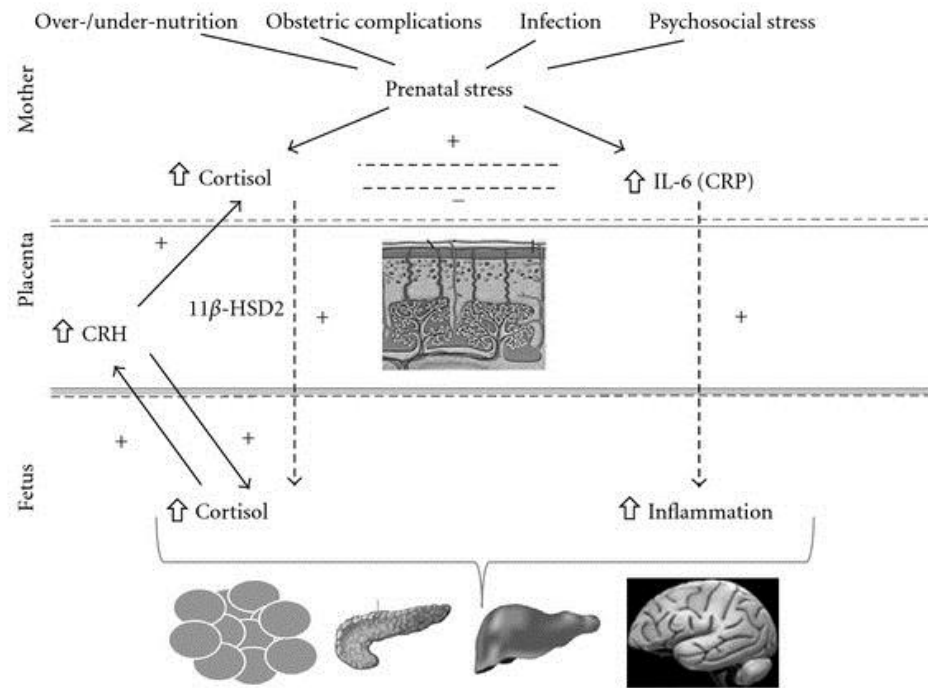 Over-/under-nutrition Obstetric complications Infection Psychosocial stress
Prenatal stress
Mother
+
Cortisol
IL-6 (CRP)
−
Placenta
+
11β-HSD2
+
+
CRH
+
+
Fetus
Cortisol
Inflammation